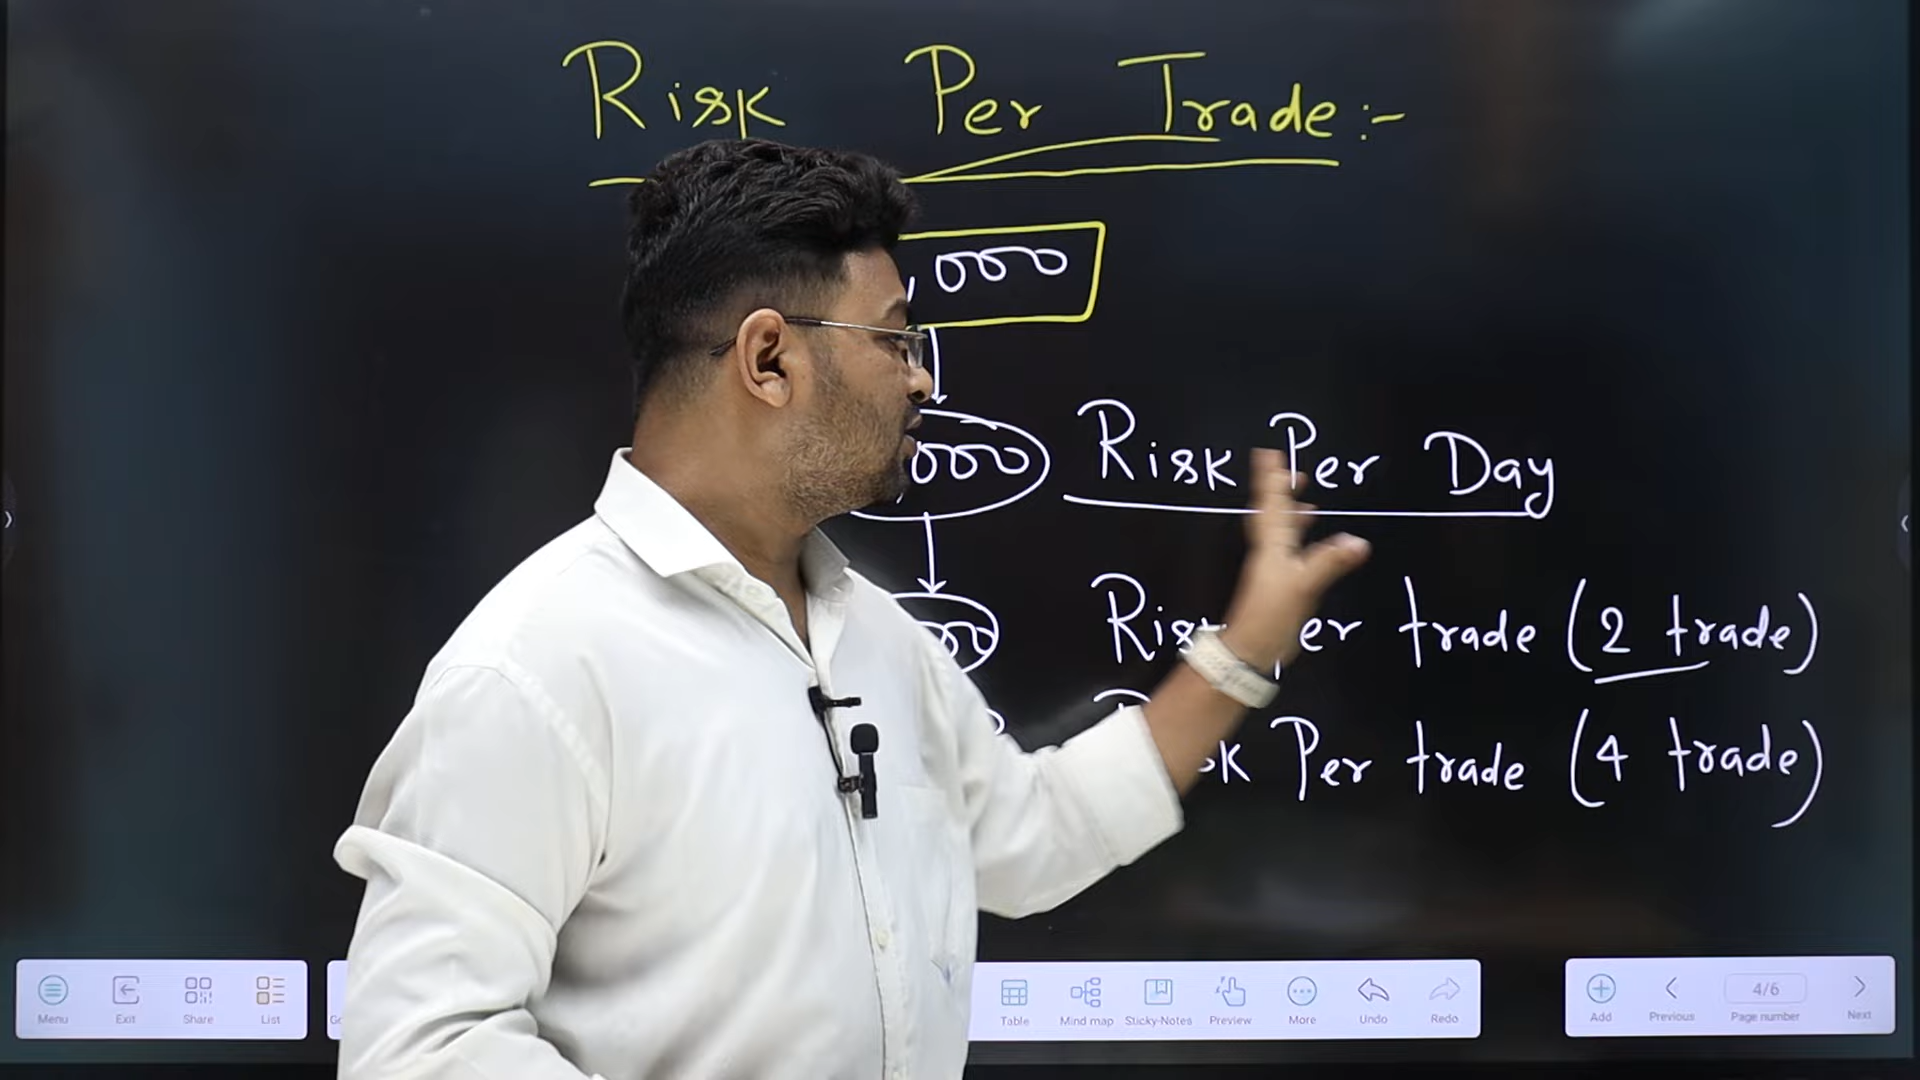 Risk Per Trade:-
,000
,000 Risk Per Day
Per trade (2 trade)
Per trade (4 trade)
Menu Exit Share List Table Mind map Sticky-Notes Preview More Undo Redo Add Previous 4/6 Page number Next